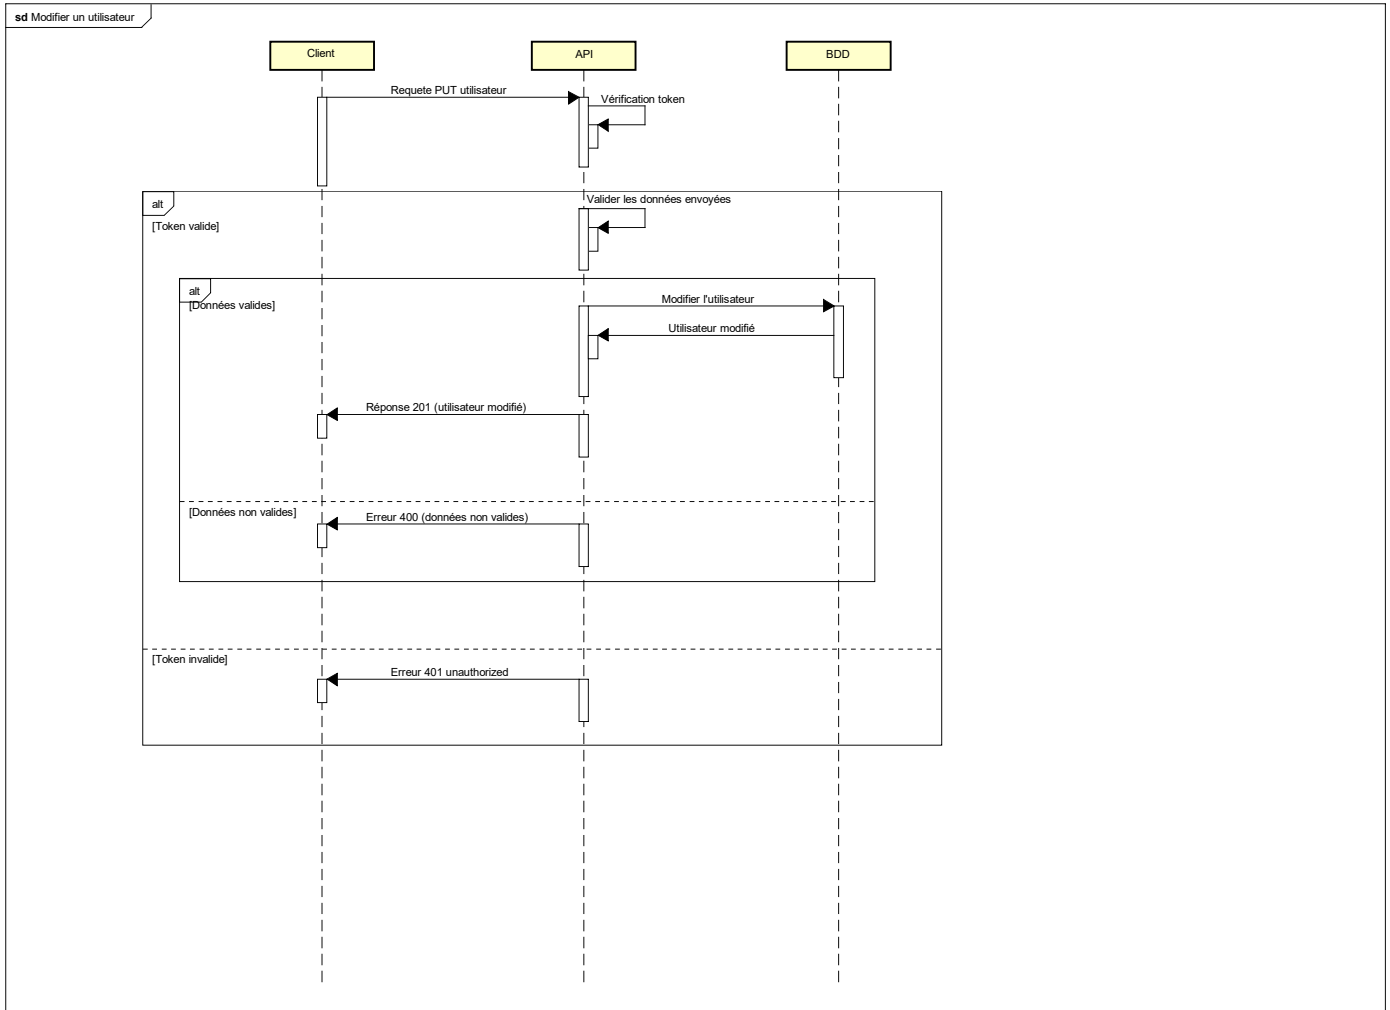 sd Modifier un utilisateur
Client
API
BDD
Requete PUT utilisateur
Vérification token
alt
Valider les données envoyées
[Token valide]
alt
[Données valides]
Modifier l'utilisateur
Utilisateur modifié
Réponse 201 (utilisateur modifié)
[Données non valides]
Erreur 400 (données non valides)
[Token invalide]
Erreur 401 unauthorized